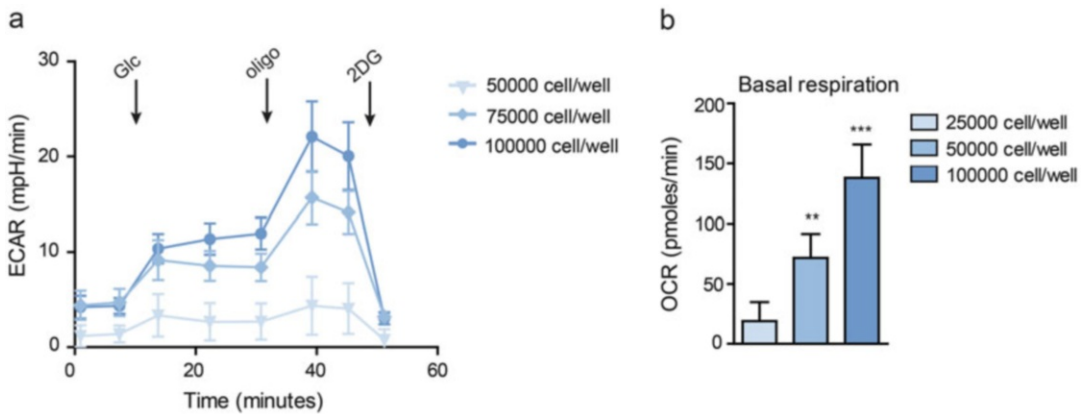 a
b
30
20
10
0
ECAR (mpH/min)
Glc
oligo
2DG
0
20
40
60
Time (minutes)
50000 cell/well
75000 cell/well
100000 cell/well
Basal respiration
200
150
100
50
0
OCR (pmoles/min)
**
***
25000 cell/well
50000 cell/well
100000 cell/well